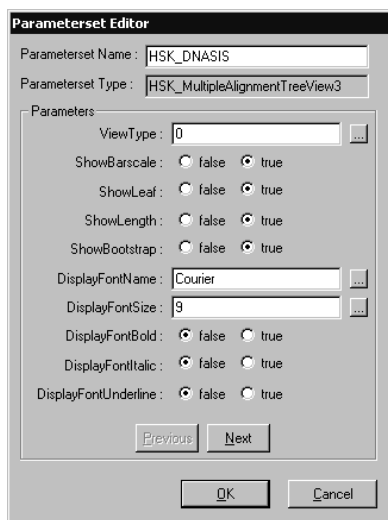 Parameterset Editor
Parameterset Name : HSK_DNASIS
Parameterset Type : HSK_MultipleAlignmentTreeView3
Parameters
ViewType : 0 ...
ShowBarscale : false true
ShowLeaf : false true
ShowLength : false true
ShowBootstrap : false true
DisplayFontName : Courier ...
DisplayFontSize : 9 ...
DisplayFontBold : false true
DisplayFontItalic : false true
DisplayFontUnderline : false true
Previous Next
OK Cancel